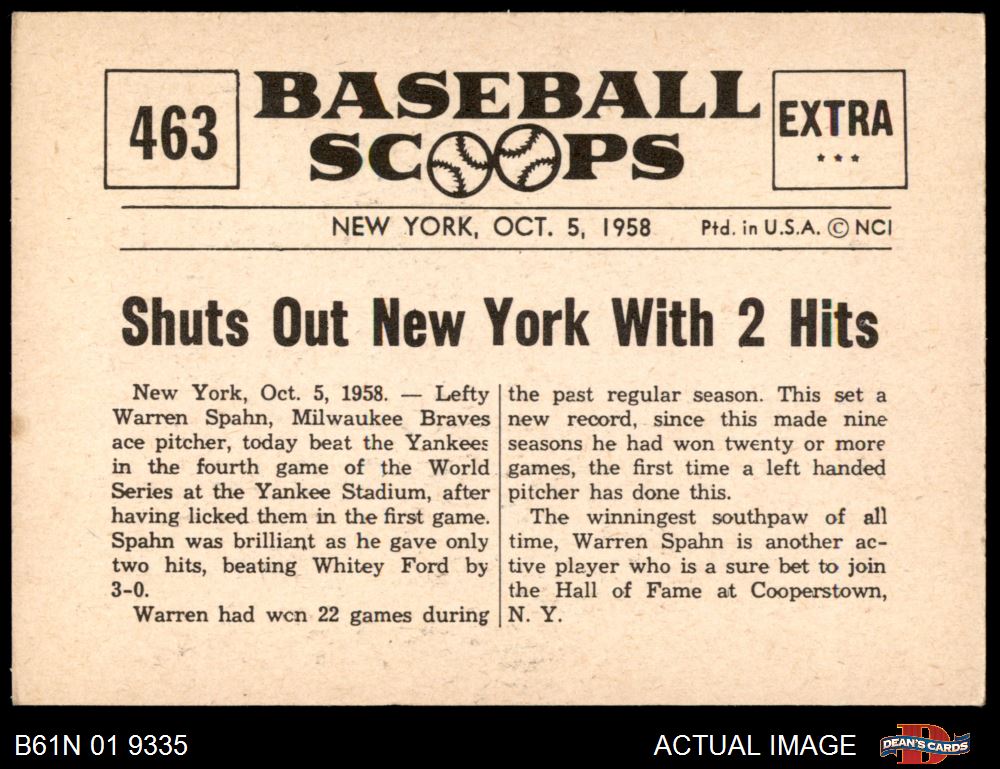 463
BASEBALL
SCOOPS
EXTRA
***
NEW YORK, OCT. 5, 1958 Ptd. in U.S.A. © NCI
Shuts Out New York With 2 Hits
New York, Oct. 5, 1958. — Lefty
Warren Spahn, Milwaukee Braves
ace pitcher, today beat the Yankees
in the fourth game of the World
Series at the Yankee Stadium, after
having licked them in the first game.
Spahn was brilliant as he gave only
two hits, beating Whitey Ford by
3-0.
Warren had won 22 games during
the past regular season. This set a
new record, since this made nine
seasons he had won twenty or more
games, the first time a left handed
pitcher has done this.
The winningest southpaw of all
time, Warren Spahn is another ac-
tive player who is a sure bet to join
the Hall of Fame at Cooperstown,
N. Y.
B61N 01 9335
ACTUAL IMAGE
D
DEAN'S CARDS